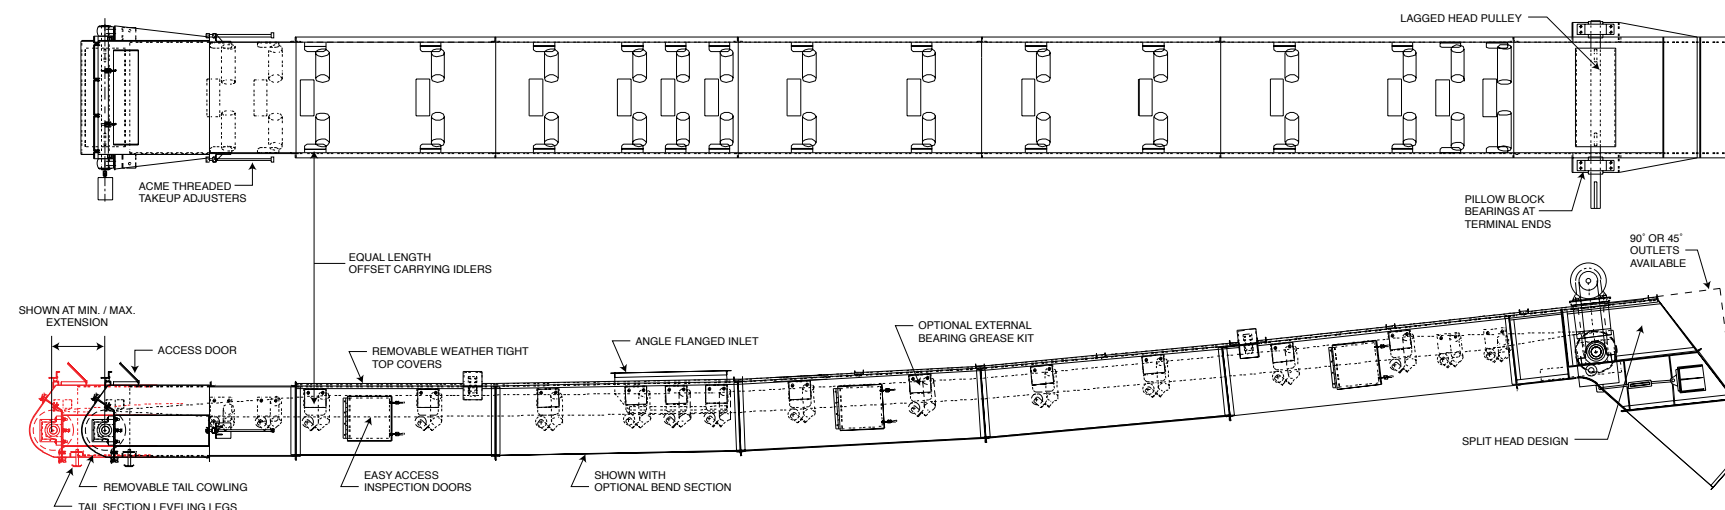 LAGGED HEAD PULLEY
ACME THREADED
TAKEUP ADJUSTERS
PILLOW BLOCK
BEARINGS AT
TERMINAL ENDS
90° OR 45°
OUTLETS
AVAILABLE
EQUAL LENGTH
OFFSET CARRYING IDLERS
SHOWN AT MIN. / MAX.
EXTENSION
ACCESS DOOR
REMOVABLE WEATHER TIGHT
TOP COVERS
ANGLE FLANGED INLET
OPTIONAL EXTERNAL
BEARING GREASE KIT
SPLIT HEAD DESIGN
REMOVABLE TAIL COWLING
EASY ACCESS
INSPECTION DOORS
SHOWN WITH
OPTIONAL BEND SECTION
TAIL SECTION LEVELING LEGS